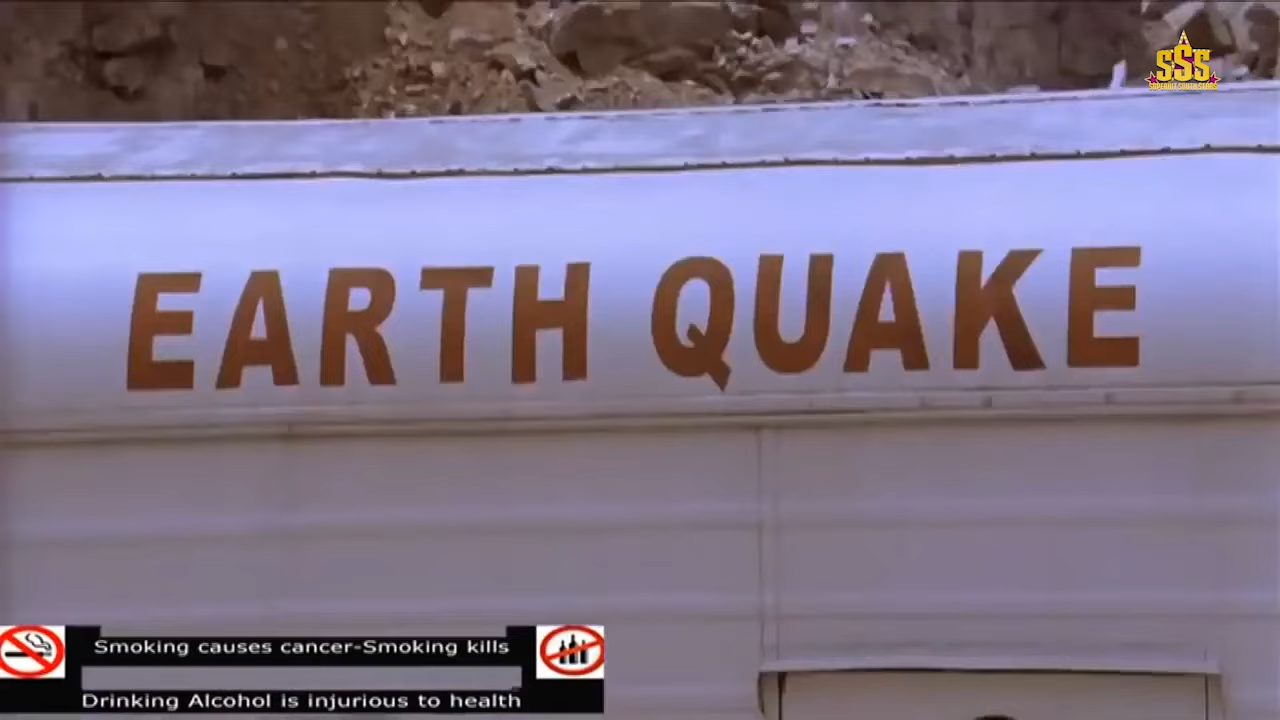 SSS
EARTH QUAKE
Smoking causes cancer-Smoking kills
Drinking Alcohol is injurious to health